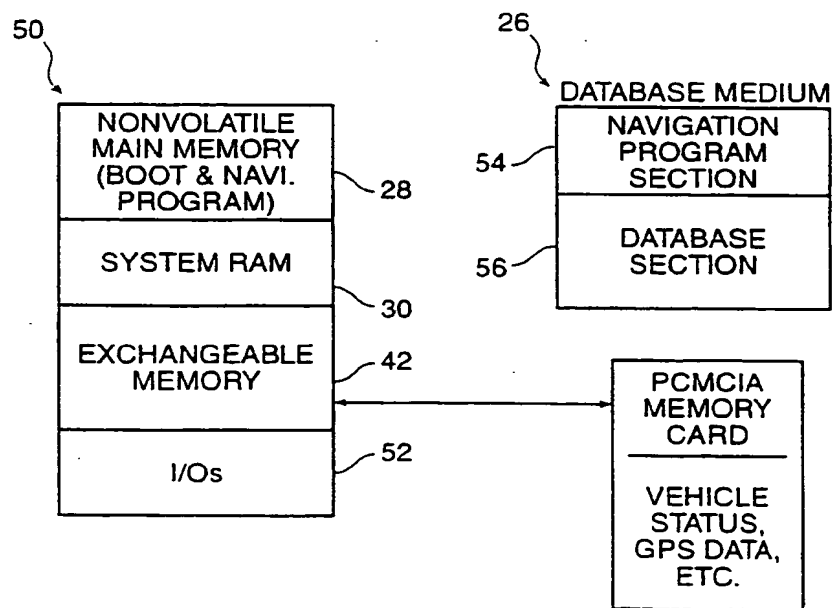 50
NONVOLATILE
MAIN MEMORY
(BOOT & NAVI.
PROGRAM)
28
SYSTEM RAM
30
EXCHANGEABLE
MEMORY
42
I/Os
52
26
DATABASE MEDIUM
NAVIGATION
PROGRAM
SECTION
54
DATABASE
SECTION
56
PCMCIA
MEMORY
CARD
VEHICLE
STATUS,
GPS DATA,
ETC.